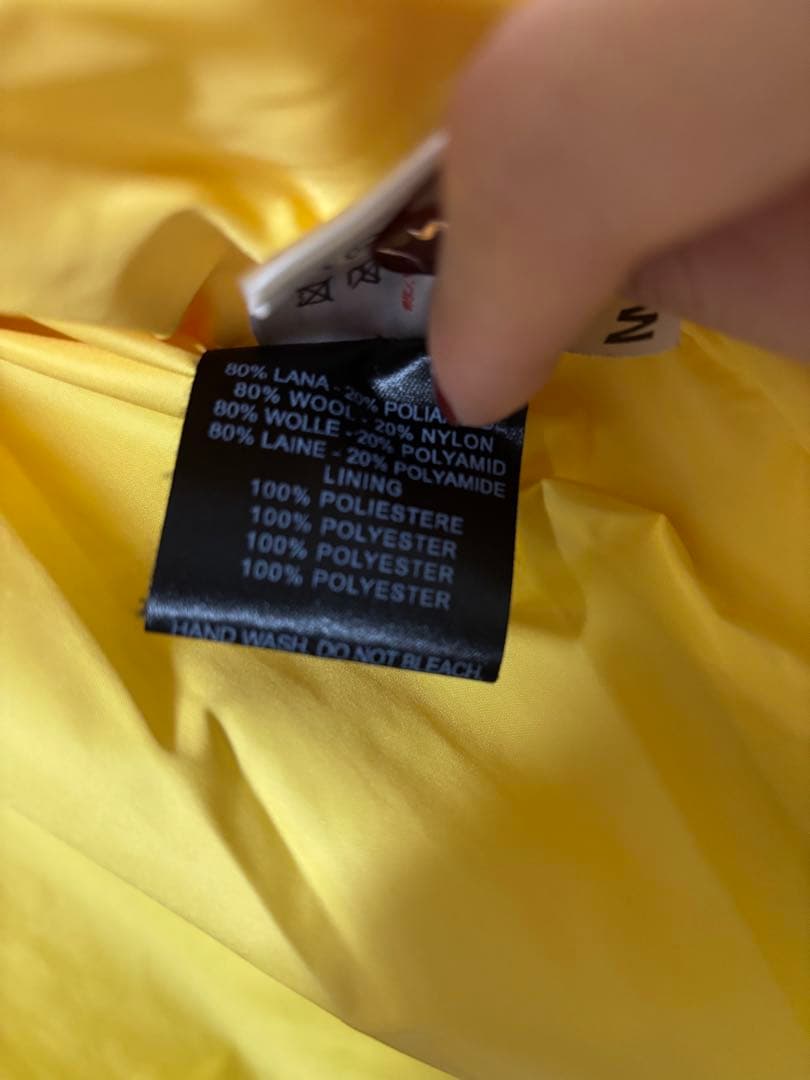 M
80% LANA - 20%
80% WOOL - 20% NYLON
80% WOLLE - 20% POLYAMID
80% LAINE - 20% POLYAMIDE
LINING
100% POLIESTERE
100% POLYESTER
100% POLYESTER
100% POLYESTER
HAND WASH. DO NOT BLEACH.